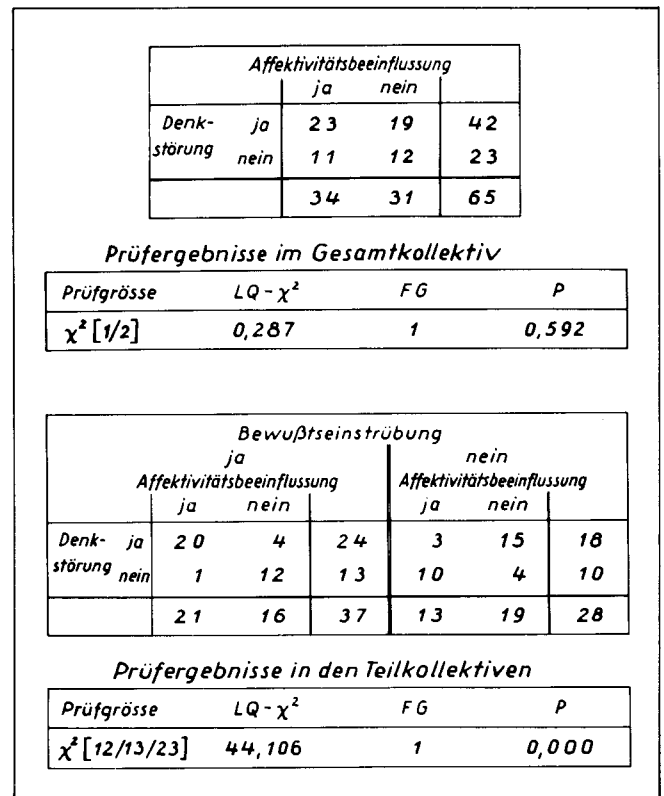 Affektivitätsbeeinflussung
ja nein
Denk- ja 23 19 42
störung nein 11 12 23
34 31 65
Prüfergebnisse im Gesamtkollektiv
Prüfgrösse LQ-χ² FG P
χ²[1/2] 0,287 1 0,592
Bewußtseinstrübung
ja nein
Affektivitätsbeeinflussung Affektivitätsbeeinflussung
ja nein ja nein
Denk- ja 20 4 24 3 15 18
störung nein 1 12 13 10 4 10
21 16 37 13 19 28
Prüfergebnisse in den Teilkollektiven
Prüfgrösse LQ-χ² FG P
χ²[12/13/23] 44,106 1 0,000